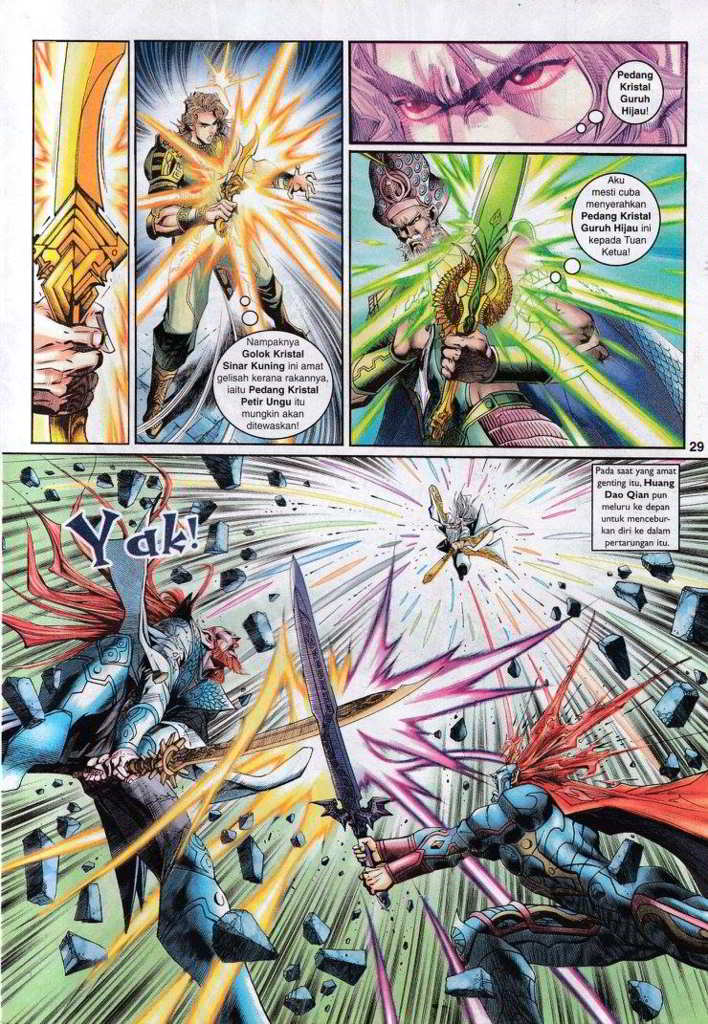 Nampaknya
Golok Kristal
Sinar Kuning ini amat
gelisah kerana rakannya,
iaitu Pedang Kristal
Petir Ungu itu
mungkin akan
ditewaskan!
Pedang
Kristal
Guruh
Hijau!
Aku
mesti cuba
menyerahkan
Pedang Kristal
Guruh Hijau ini
kepada Tuan
Ketua!
29
Pada saat yang amat
genting itu, Huang
Dao Qian pun
meluru ke depan
untuk mencebur-
kan diri ke dalam
pertarungan itu.
Yak!